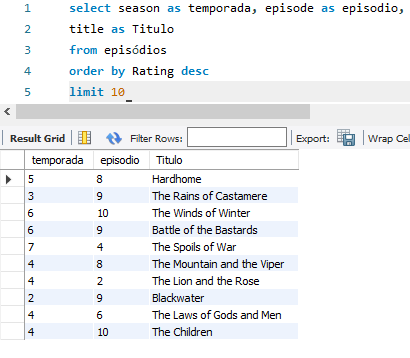 1 select season as temporada, episode as episodio,
2 title as Titulo
3 from episódios
4 order by Rating desc
5 limit 10
Result Grid Filter Rows: Export: Wrap Cel
temporada episodio Titulo
5 8 Hardhome
3 9 The Rains of Castamere
6 10 The Winds of Winter
6 9 Battle of the Bastards
7 4 The Spoils of War
4 8 The Mountain and the Viper
4 2 The Lion and the Rose
2 9 Blackwater
4 6 The Laws of Gods and Men
4 10 The Children